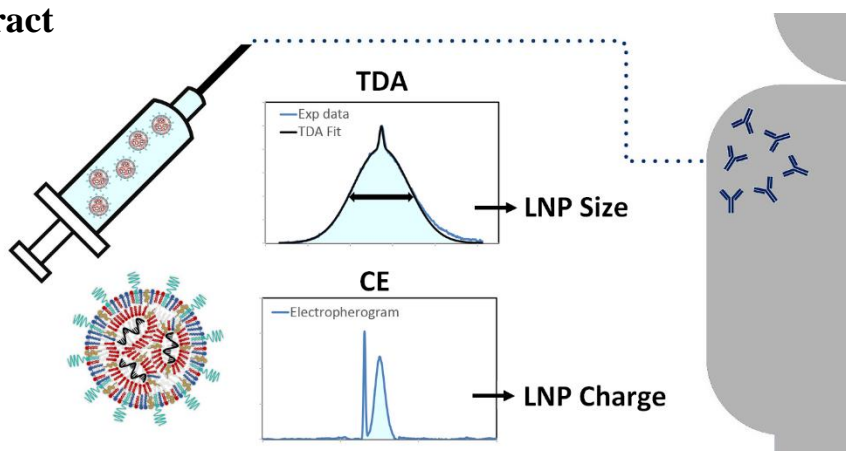 ract
TDA
Exp data
TDA Fit
LNP Size
CE
Electropherogram
LNP Charge